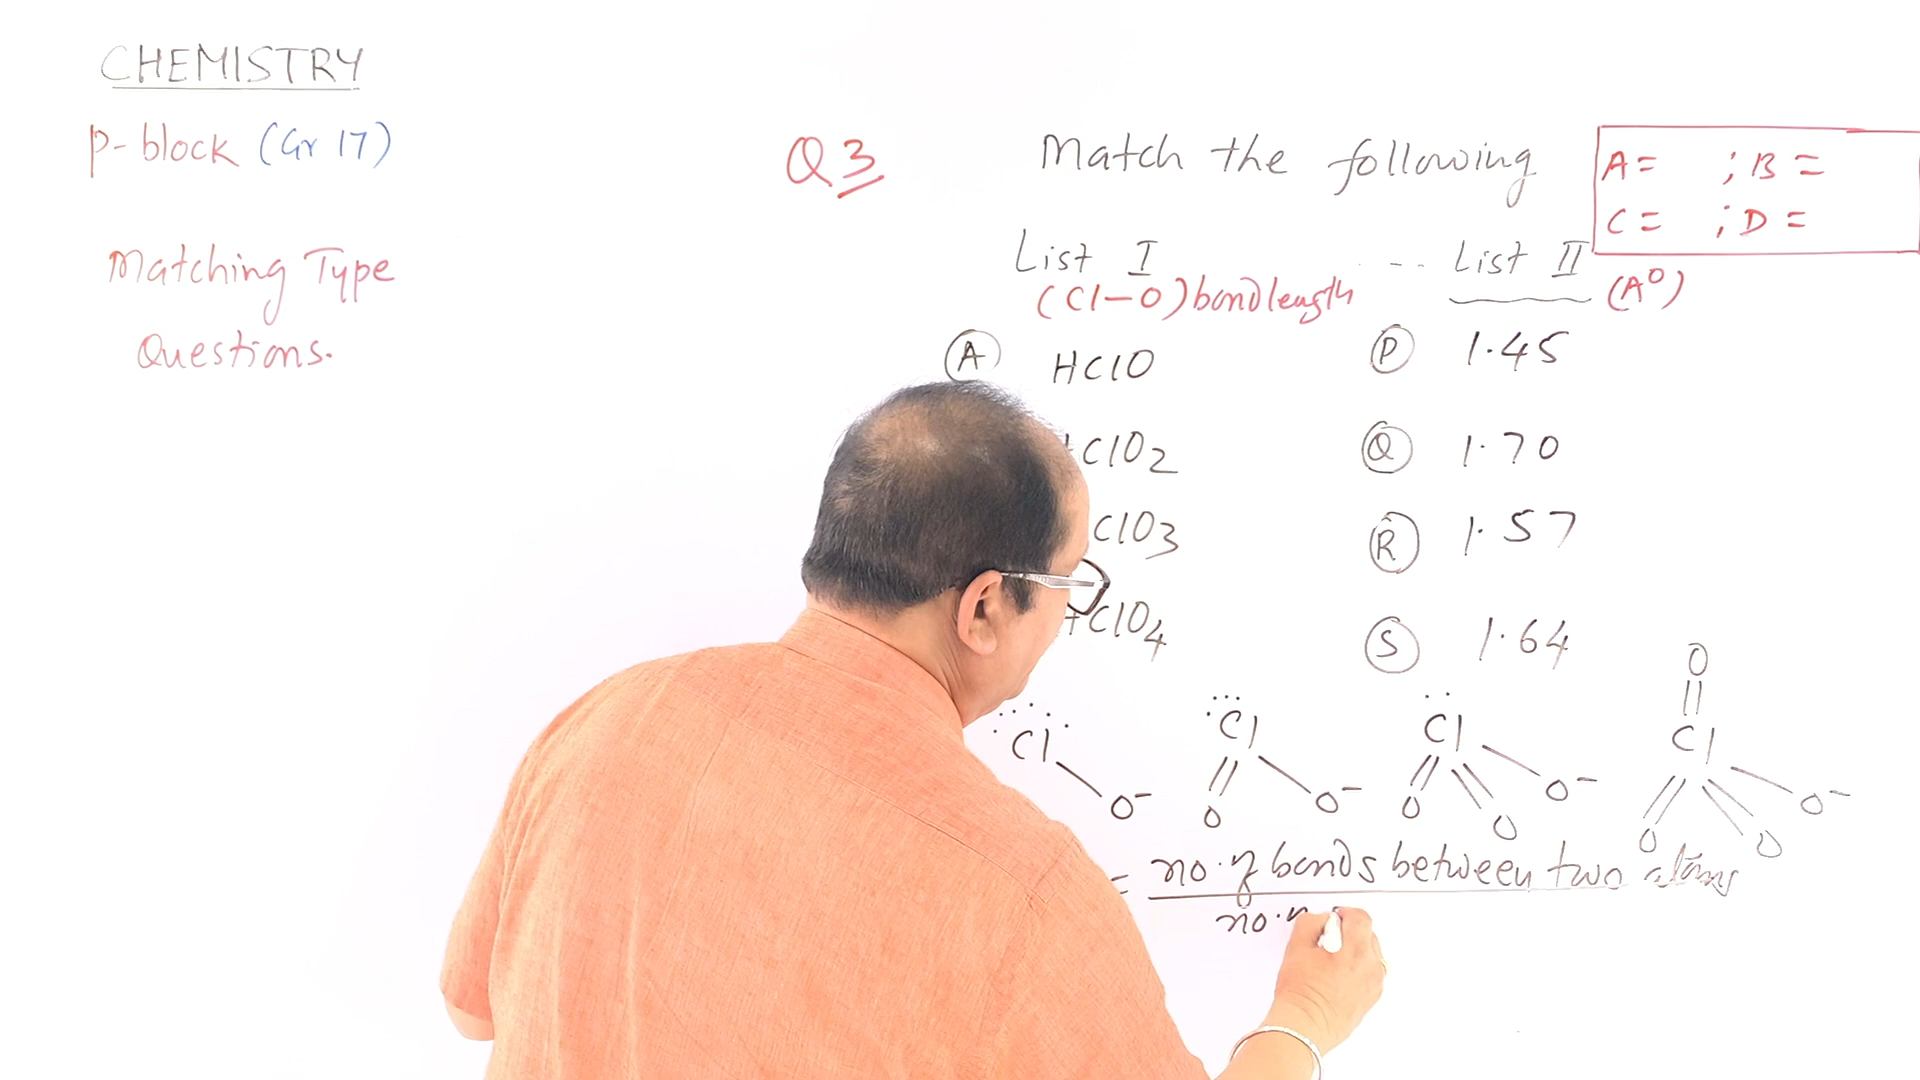 CHEMISTRY
P-block (Gr 17)
Matching Type
Questions.
Q3 Match the following
A= ; B=
C= ; D=
List I -- List II
(Cl-O) bond length (A⁰)
A HClO P 1.45
ClO2 Q 1.70
ClO3 R 1.57
ClO4 S 1.64
O
Cl Cl Cl Cl
O⁻ O O⁻ O O O⁻ O O O⁻
= no. of bonds between two atoms
no.